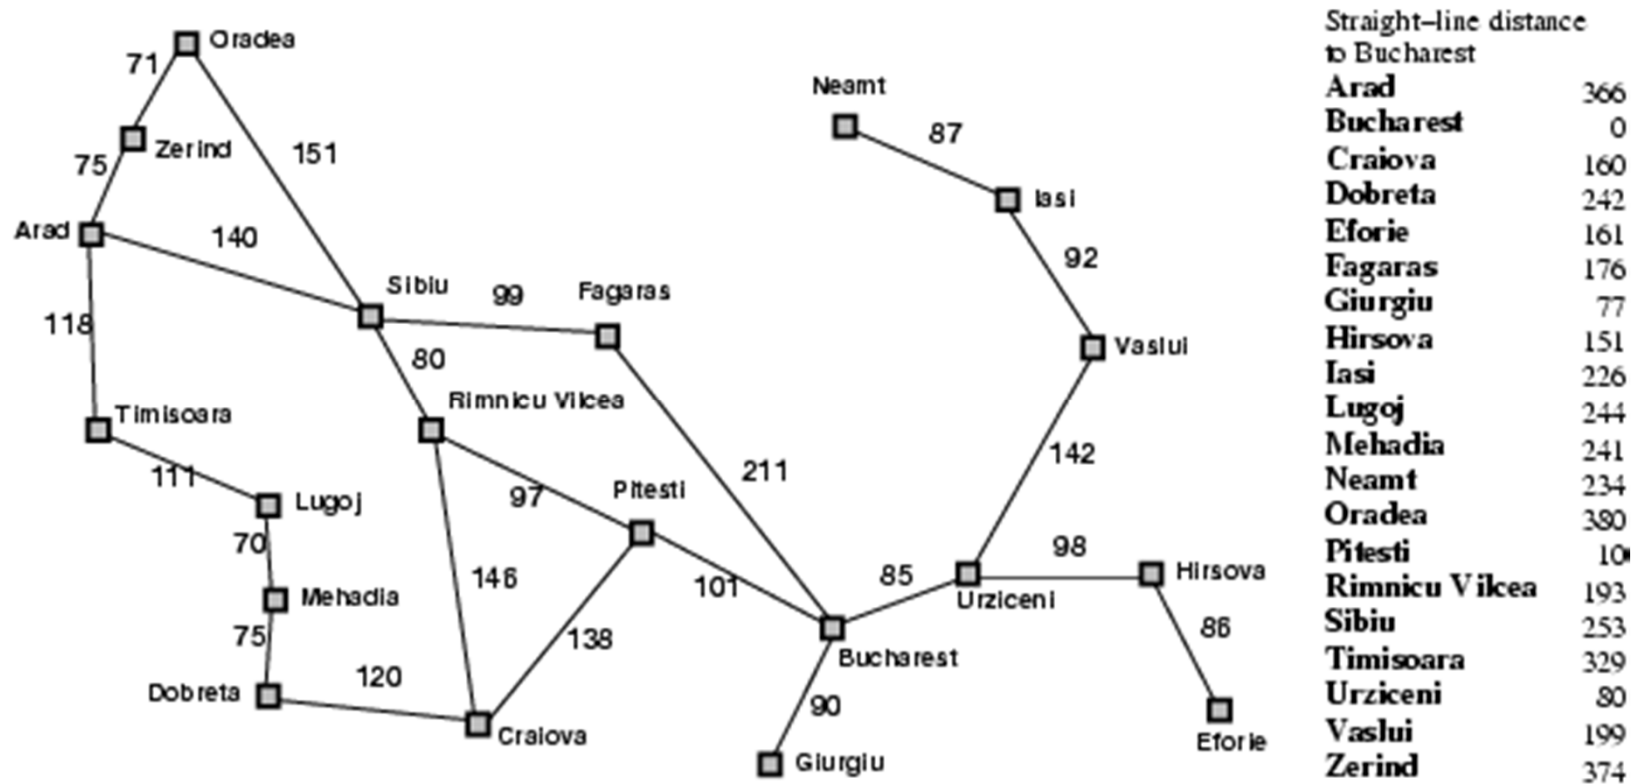 Oradea
71
Neamt
87
Zerind
151
75
Iasi
Arad
140
92
Sibiu
99
Fagaras
118
80
Vaslui
Timisoara
Rimnicu Vilcea
111
211
142
Lugoj
97
Pitesti
70
98
146
101
85
Hirsova
Mehadia
Urziceni
75
138
86
Bucharest
Dobreta
120
90
Craiova
Eforie
Giurgiu
Straight–line distance
to Bucharest
Arad 366
Bucharest 0
Craiova 160
Dobreta 242
Eforie 161
Fagaras 176
Giurgiu 77
Hirsova 151
Iasi 226
Lugoj 244
Mehadia 241
Neamt 234
Oradea 380
Pitesti
Rimnicu Vilcea 193
Sibiu 253
Timisoara 329
Urziceni 80
Vaslui 199
Zerind 374